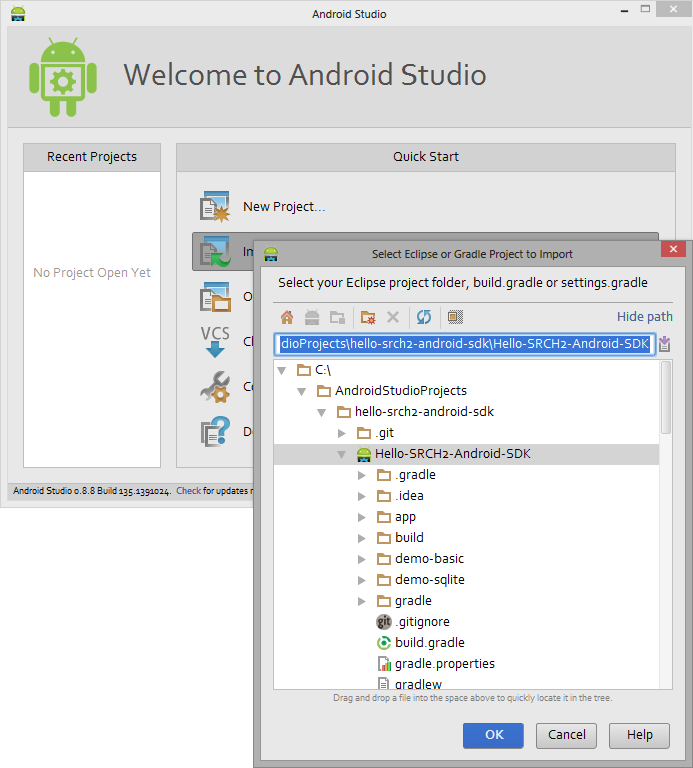 Android Studio
Welcome to Android Studio
Recent Projects
No Project Open Yet
Quick Start
New Project...
Android Studio 0.8.8 Build 135.1391024. Check for updates
Select Eclipse or Gradle Project to Import
Select your Eclipse project folder, build.gradle or settings.gradle
Hide path
dioProjects\hello-srch2-android-sdk\Hello-SRCH2-Android-SDK
C:\
AndroidStudioProjects
hello-srch2-android-sdk
.git
Hello-SRCH2-Android-SDK
.gradle
.idea
app
build
demo-basic
demo-sqlite
gradle
git .gitignore
build.gradle
gradle.properties
gradlew
Drag and drop a file into the space above to quickly locate it in the tree.
OK Cancel Help
VCS